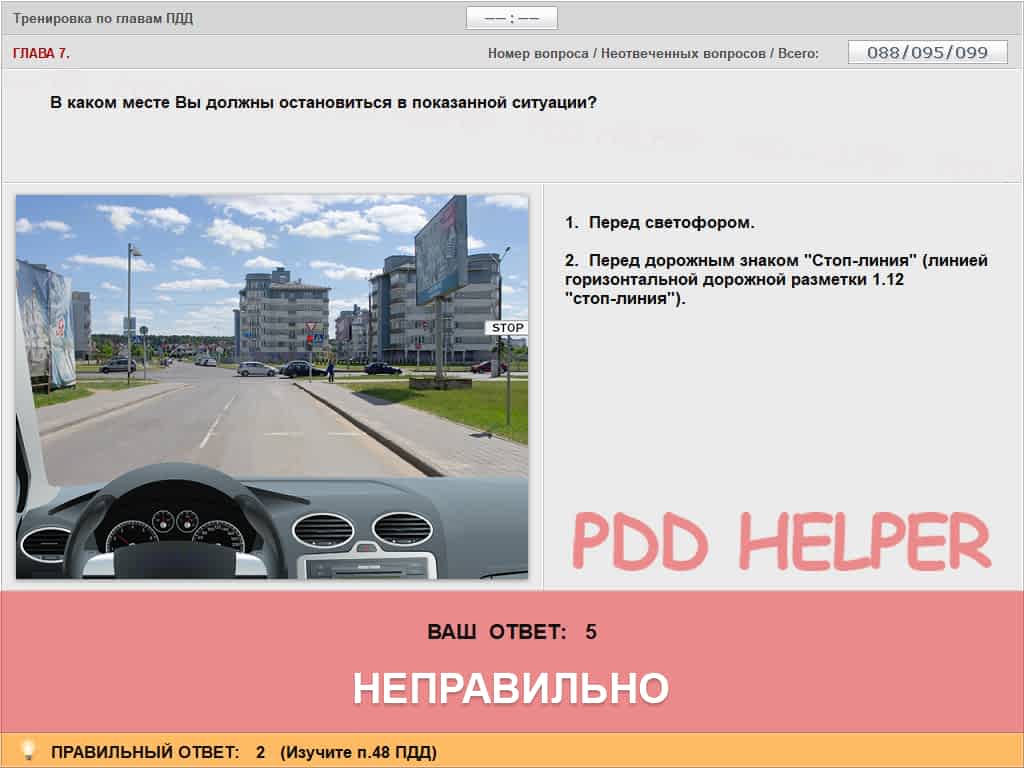 Тренировка по главам ПДД
—— : ——
ГЛАВА 7.
Номер вопроса / Неотвеченных вопросов / Всего:
088/095/099
В каком месте Вы должны остановиться в показанной ситуации?
1. Перед светофором.
2. Перед дорожным знаком "Стоп-линия" (линией
горизонтальной дорожной разметки 1.12
"стоп-линия").
STOP
PDD HELPER
ВАШ ОТВЕТ: 5
НЕПРАВИЛЬНО
ПРАВИЛЬНЫЙ ОТВЕТ: 2 (Изучите п.48 ПДД)